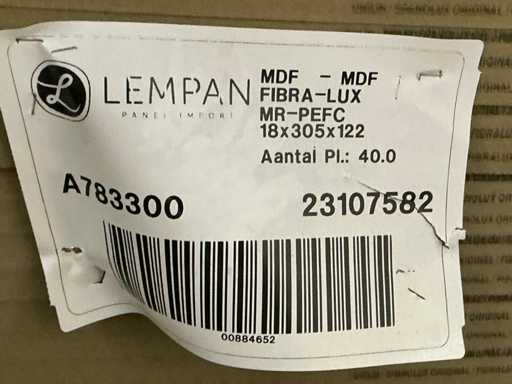 LEMPAN
PANEL IMPORT
MDF - MDF
FIBRA-LUX
MR-PEFC
18x305x122
Aantal Pl.: 40.0
A783300
23107582
00884652